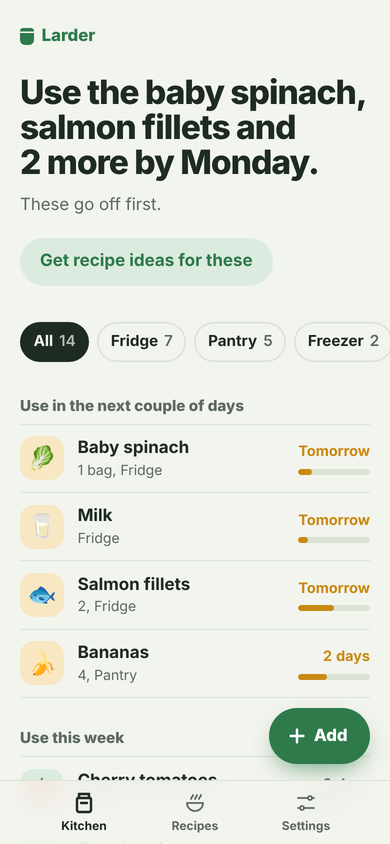 Larder
Use the baby spinach,
salmon fillets and
2 more by Monday.
These go off first.
Get recipe ideas for these
All 14 Fridge 7 Pantry 5 Freezer 2
Use in the next couple of days
Baby spinach
Tomorrow
1 bag, Fridge
Milk
Tomorrow
Fridge
Salmon fillets
Tomorrow
2, Fridge
Bananas
2 days
4, Pantry
Use this week
Add
Cherry tomatoes
Kitchen Recipes Settings